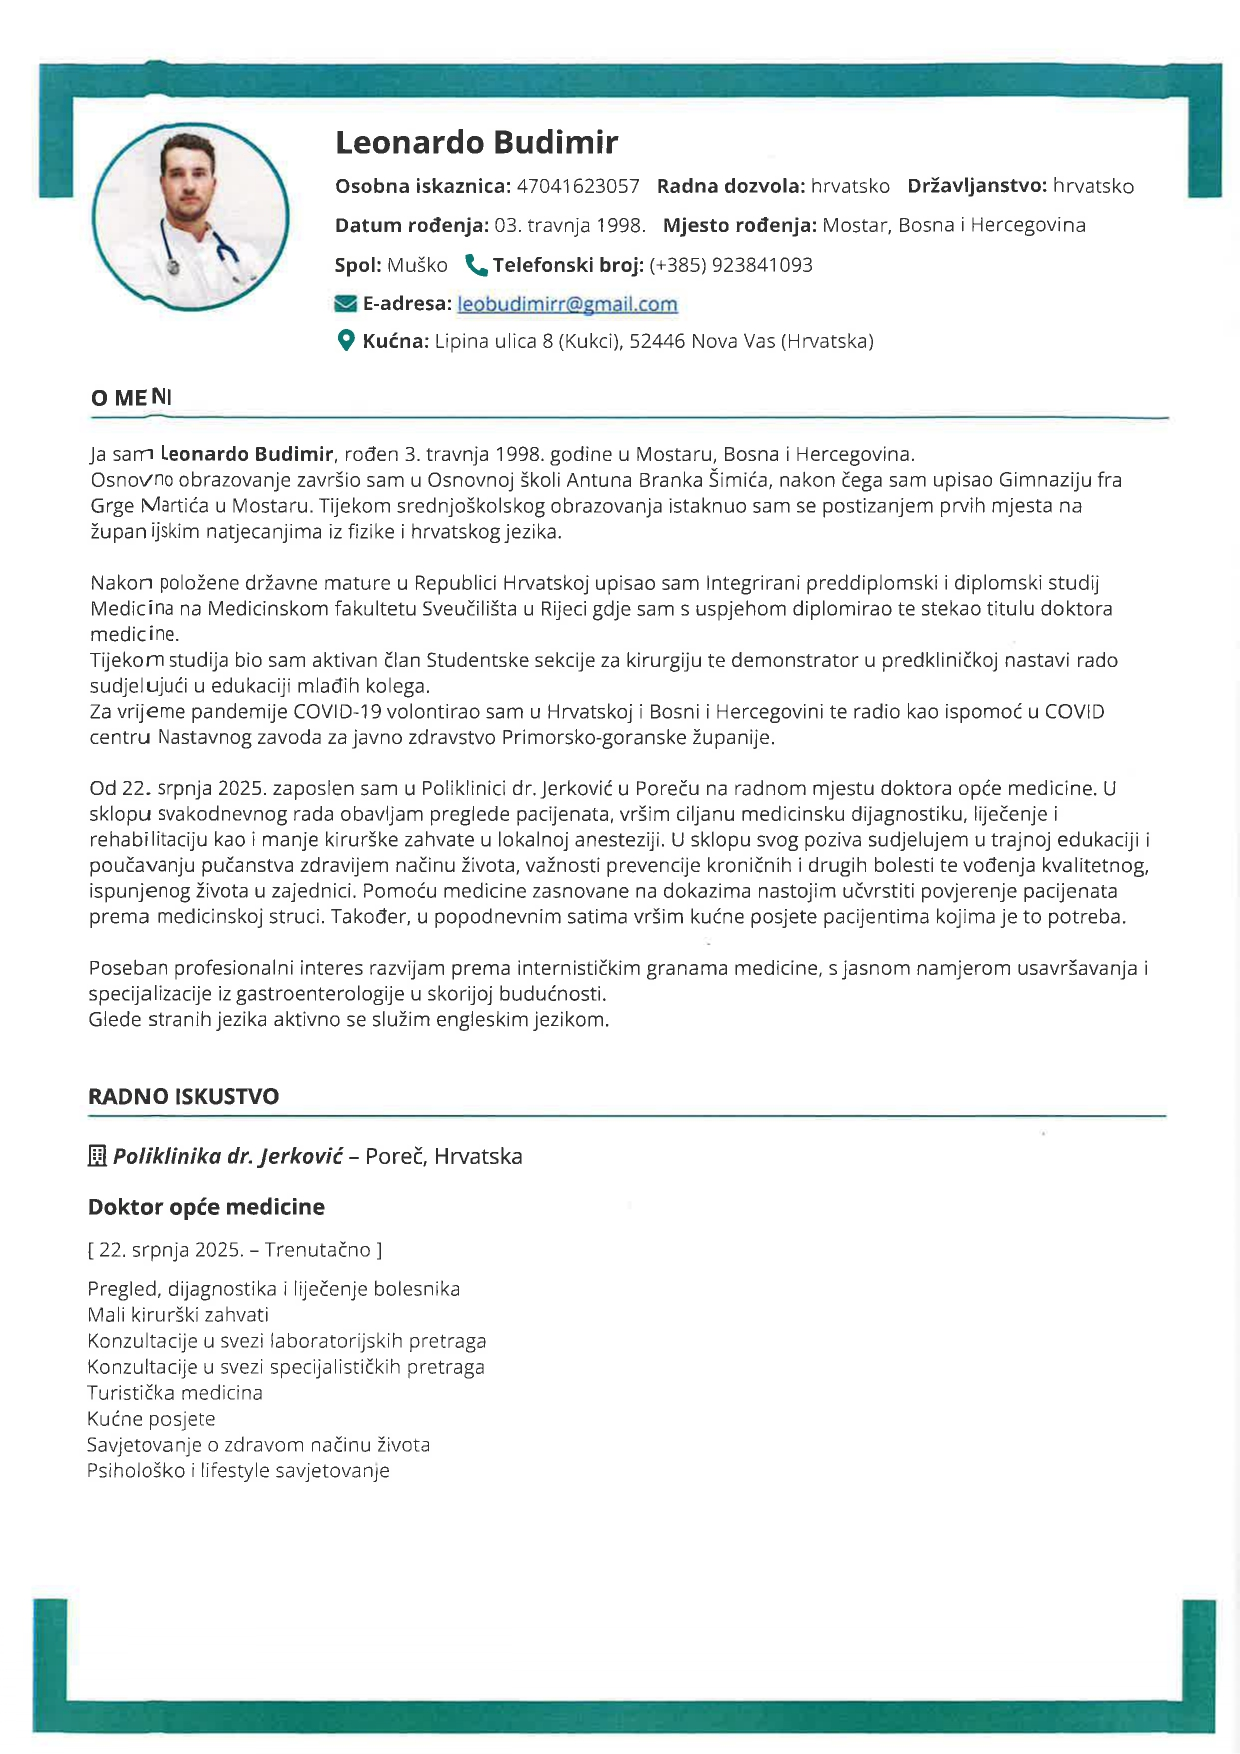 Leonardo Budimir
Osobna iskaznica: 47041623057 Radna dozvola: hrvatsko Državljanstvo: hrvatsko
Datum rođenja: 03. travnja 1998. Mjesto rođenja: Mostar, Bosna i Hercegovina
Spol: Muško Telefonski broj: (+385) 923841093
E-adresa: leobudimirr@gmail.com
Kućna: Lipina ulica 8 (Kukci), 52446 Nova Vas (Hrvatska)
O MENI
Ja sam Leonardo Budimir, rođen 3. travnja 1998. godine u Mostaru, Bosna i Hercegovina.
Osnovno obrazovanje završio sam u Osnovnoj školi Antuna Branka Šimića, nakon čega sam upisao Gimnaziju fra
Grge Martića u Mostaru. Tijekom srednjoškolskog obrazovanja istaknuo sam se postizanjem prvih mjesta na
županijskim natjecanjima iz fizike i hrvatskog jezika.
Nakon položene državne mature u Republici Hrvatskoj upisao sam Integrirani preddiplomski i diplomski studij
Medicina na Medicinskom fakultetu Sveučilišta u Rijeci gdje sam s uspjehom diplomirao te stekao titulu doktora
medicine.
Tijekom studija bio sam aktivan član Studentske sekcije za kirurgiju te demonstrator u predkliničkoj nastavi rado
sudjelujući u edukaciji mlađih kolega.
Za vrijeme pandemije COVID-19 volontirao sam u Hrvatskoj i Bosni i Hercegovini te radio kao ispomoć u COVID
centru Nastavnog zavoda za javno zdravstvo Primorsko-goranske županije.
Od 22. srpnja 2025. zaposlen sam u Poliklinici dr. Jerković u Poreču na radnom mjestu doktora opće medicine. U
sklopu svakodnevnog rada obavljam preglede pacijenata, vršim ciljanu medicinsku dijagnostiku, liječenje i
rehabilitaciju kao i manje kirurške zahvate u lokalnoj anesteziji. U sklopu svog poziva sudjelujem u trajnoj edukaciji i
poučavanju pučanstva zdravijem načinu života, važnosti prevencije kroničnih i drugih bolesti te vođenja kvalitetnog,
ispunjenog života u zajednici. Pomoću medicine zasnovane na dokazima nastojim učvrstiti povjerenje pacijenata
prema medicinskoj struci. Također, u popodnevnim satima vršim kućne posjete pacijentima kojima je to potreba.
Poseban profesionalni interes razvijam prema internističkim granama medicine, s jasnom namjerom usavršavanja i
specijalizacije iz gastroenterologije u skorijoj budućnosti.
Glede stranih jezika aktivno se služim engleskim jezikom.
RADNO ISKUSTVO
Poliklinika dr. Jerković – Poreč, Hrvatska
Doktor opće medicine
[ 22. srpnja 2025. – Trenutačno ]
Pregled, dijagnostika i liječenje bolesnika
Mali kirurški zahvati
Konzultacije u svezi laboratorijskih pretraga
Konzultacije u svezi specijalističkih pretraga
Turistička medicina
Kućne posjete
Savjetovanje o zdravom načinu života
Psihološko i lifestyle savjetovanje